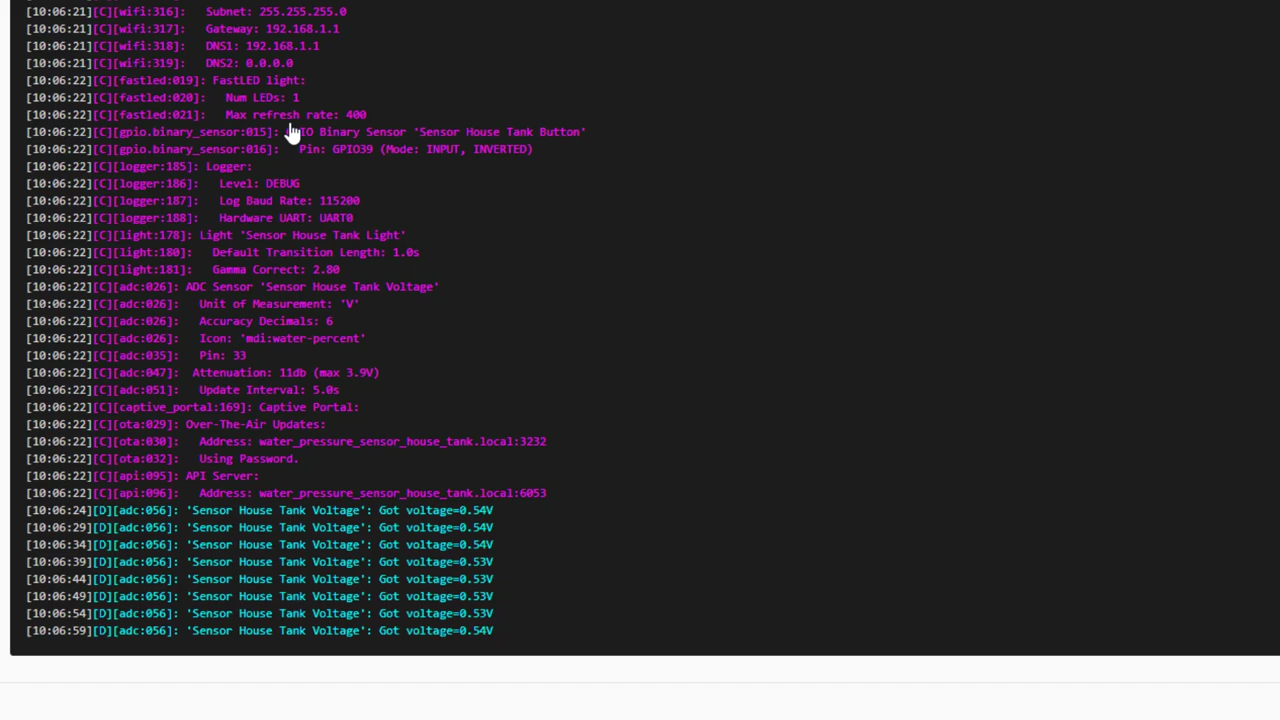 [10:06:21][C][wifi:316]:   Subnet: 255.255.255.0
[10:06:21][C][wifi:317]:   Gateway: 192.168.1.1
[10:06:21][C][wifi:318]:   DNS1: 192.168.1.1
[10:06:21][C][wifi:319]:   DNS2: 0.0.0.0
[10:06:22][C][fastled:019]: FastLED light:
[10:06:22][C][fastled:020]:   Num LEDs: 1
[10:06:22][C][fastled:021]:   Max refresh rate: 400
[10:06:22][C][gpio.binary_sensor:015]: Binary Sensor 'Sensor House Tank Button'
[10:06:22][C][gpio.binary_sensor:016]:   Pin: GPIO39 (Mode: INPUT, INVERTED)
[10:06:22][C][logger:185]: Logger:
[10:06:22][C][logger:186]:   Level: DEBUG
[10:06:22][C][logger:187]:   Log Baud Rate: 115200
[10:06:22][C][logger:188]:   Hardware UART: UART0
[10:06:22][C][light:178]: Light 'Sensor House Tank Light'
[10:06:22][C][light:180]:   Default Transition Length: 1.0s
[10:06:22][C][light:181]:   Gamma Correct: 2.80
[10:06:22][C][adc:026]: ADC Sensor 'Sensor House Tank Voltage'
[10:06:22][C][adc:026]:   Unit of Measurement: 'V'
[10:06:22][C][adc:026]:   Accuracy Decimals: 6
[10:06:22][C][adc:026]:   Icon: 'mdi:water-percent'
[10:06:22][C][adc:035]:   Pin: 33
[10:06:22][C][adc:047]:  Attenuation: 11db (max 3.9V)
[10:06:22][C][adc:051]:   Update Interval: 5.0s
[10:06:22][C][captive_portal:169]: Captive Portal:
[10:06:22][C][ota:029]: Over-The-Air Updates:
[10:06:22][C][ota:030]:   Address: water_pressure_sensor_house_tank.local:3232
[10:06:22][C][ota:032]:   Using Password.
[10:06:22][C][api:095]: API Server:
[10:06:22][C][api:096]:   Address: water_pressure_sensor_house_tank.local:6053
[10:06:24][D][adc:056]: 'Sensor House Tank Voltage': Got voltage=0.54V
[10:06:29][D][adc:056]: 'Sensor House Tank Voltage': Got voltage=0.54V
[10:06:34][D][adc:056]: 'Sensor House Tank Voltage': Got voltage=0.54V
[10:06:39][D][adc:056]: 'Sensor House Tank Voltage': Got voltage=0.53V
[10:06:44][D][adc:056]: 'Sensor House Tank Voltage': Got voltage=0.53V
[10:06:49][D][adc:056]: 'Sensor House Tank Voltage': Got voltage=0.53V
[10:06:54][D][adc:056]: 'Sensor House Tank Voltage': Got voltage=0.53V
[10:06:59][D][adc:056]: 'Sensor House Tank Voltage': Got voltage=0.54V